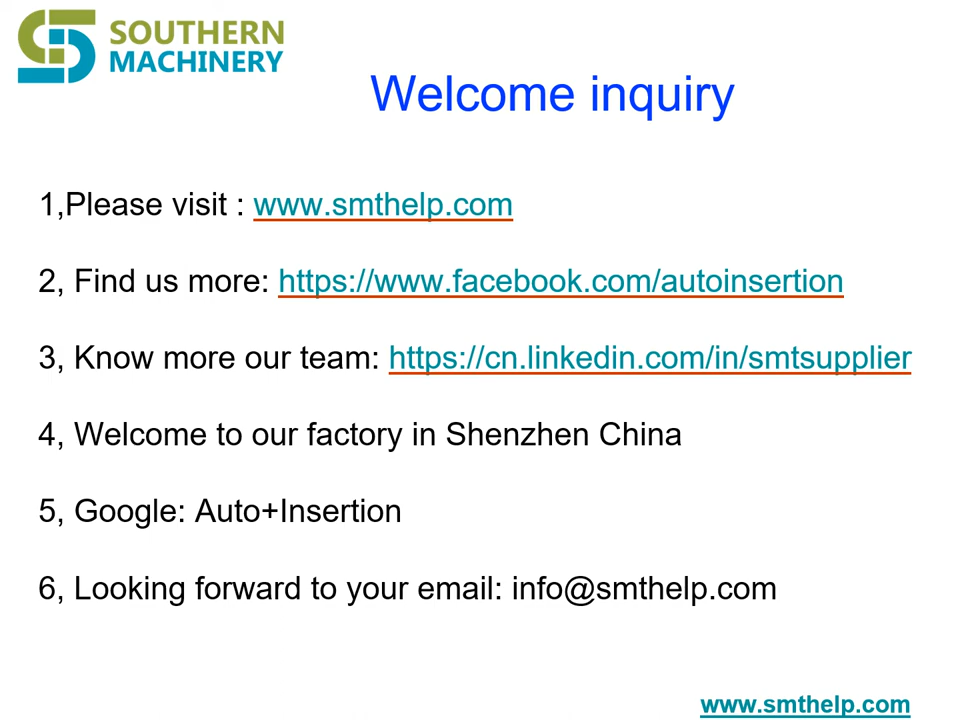 SOUTHERN
MACHINERY
Welcome inquiry
1,Please visit : www.smthelp.com
2, Find us more: https://www.facebook.com/autoinsertion
3, Know more our team: https://cn.linkedin.com/in/smtsupplier
4, Welcome to our factory in Shenzhen China
5, Google: Auto+Insertion
6, Looking forward to your email: info@smthelp.com
www.smthelp.com